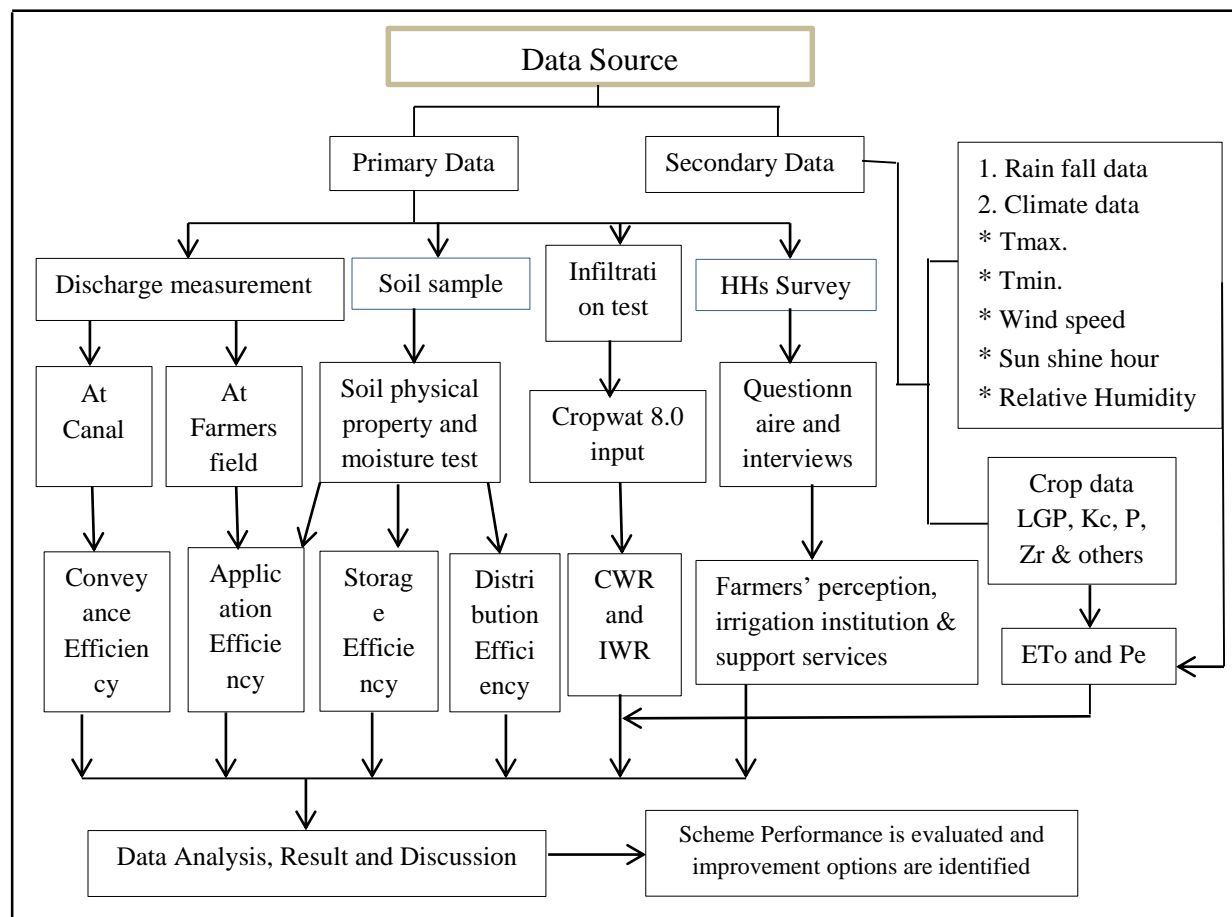 Data Source
Primary Data
Secondary Data
1. Rain fall data
2. Climate data
* Tmax.
* Tmin.
* Wind speed
* Sun shine hour
* Relative Humidity
Discharge measurement
Soil sample
Infiltrati
on test
HHs Survey
At
Canal
At
Farmers
field
Soil physical
property and
moisture test
Cropwat 8.0
input
Questionn
aire and
interviews
Crop data
LGP, Kc, P,
Zr & others
Convey
ance
Efficien
cy
Applic
ation
Efficie
ncy
Storag
e
Efficie
ncy
Distri
bution
Effici
ency
CWR
and
IWR
Farmers’ perception,
irrigation institution &
support services
ETo and Pe
Data Analysis, Result and Discussion
Scheme Performance is evaluated and
improvement options are identified